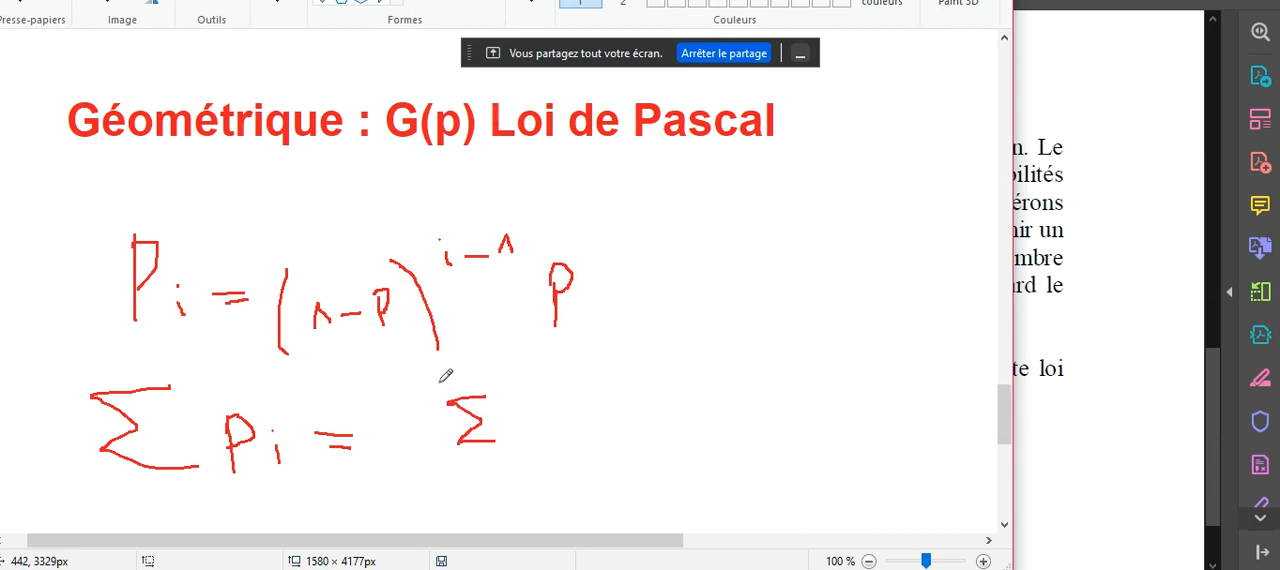 Presse-papiers Image Outils Formes Couleurs
1 2 couleurs Paint 3D
Vous partagez tout votre écran. Arrêter le partage
Géométrique : G(p) Loi de Pascal
Pi = (1-P)^{i-1} P
∑ Pi = ∑
n. Le
bilités
érons
nir un
mbre
ard le
te loi
442, 3329px 1580 × 4177px 100 %